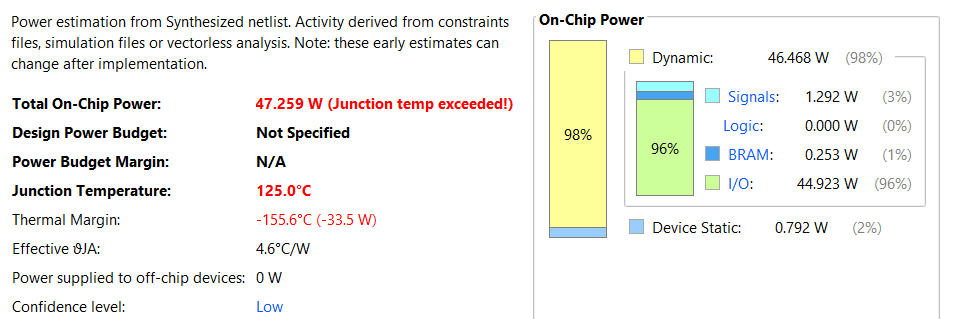 Power estimation from Synthesized netlist. Activity derived from constraints
files, simulation files or vectorless analysis. Note: these early estimates can
change after implementation.
Total On-Chip Power: 47.259 W (Junction temp exceeded!)
Design Power Budget: Not Specified
Power Budget Margin: N/A
Junction Temperature: 125.0°C
Thermal Margin: -155.6°C (-33.5 W)
Effective ϑJA: 4.6°C/W
Power supplied to off-chip devices: 0 W
Confidence level: Low
On-Chip Power
98%
Dynamic: 46.468 W (98%)
96%
Signals: 1.292 W (3%)
Logic: 0.000 W (0%)
BRAM: 0.253 W (1%)
I/O: 44.923 W (96%)
Device Static: 0.792 W (2%)